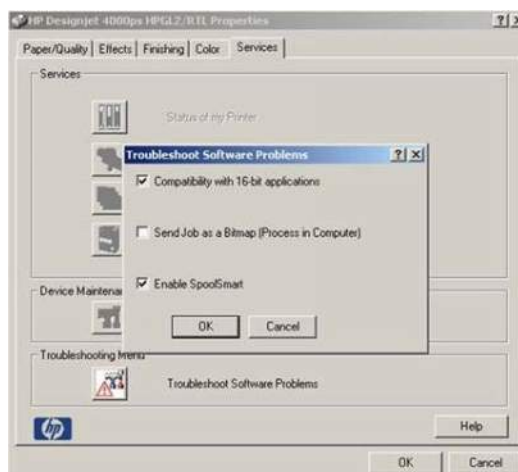 HP Designjet 4000ps HPGL2/RTL Properties
Paper/Quality Effects Finishing Color Services
Services
Status of my Printer
Troubleshoot Software Problems
Compatibility with 16-bit applications
Send Job as a Bitmap (Process in Computer)
Enable SpoolSmart
OK Cancel
Device Maintenan
Troubleshooting Menu
Troubleshoot Software Problems
hp
Help
OK Cancel